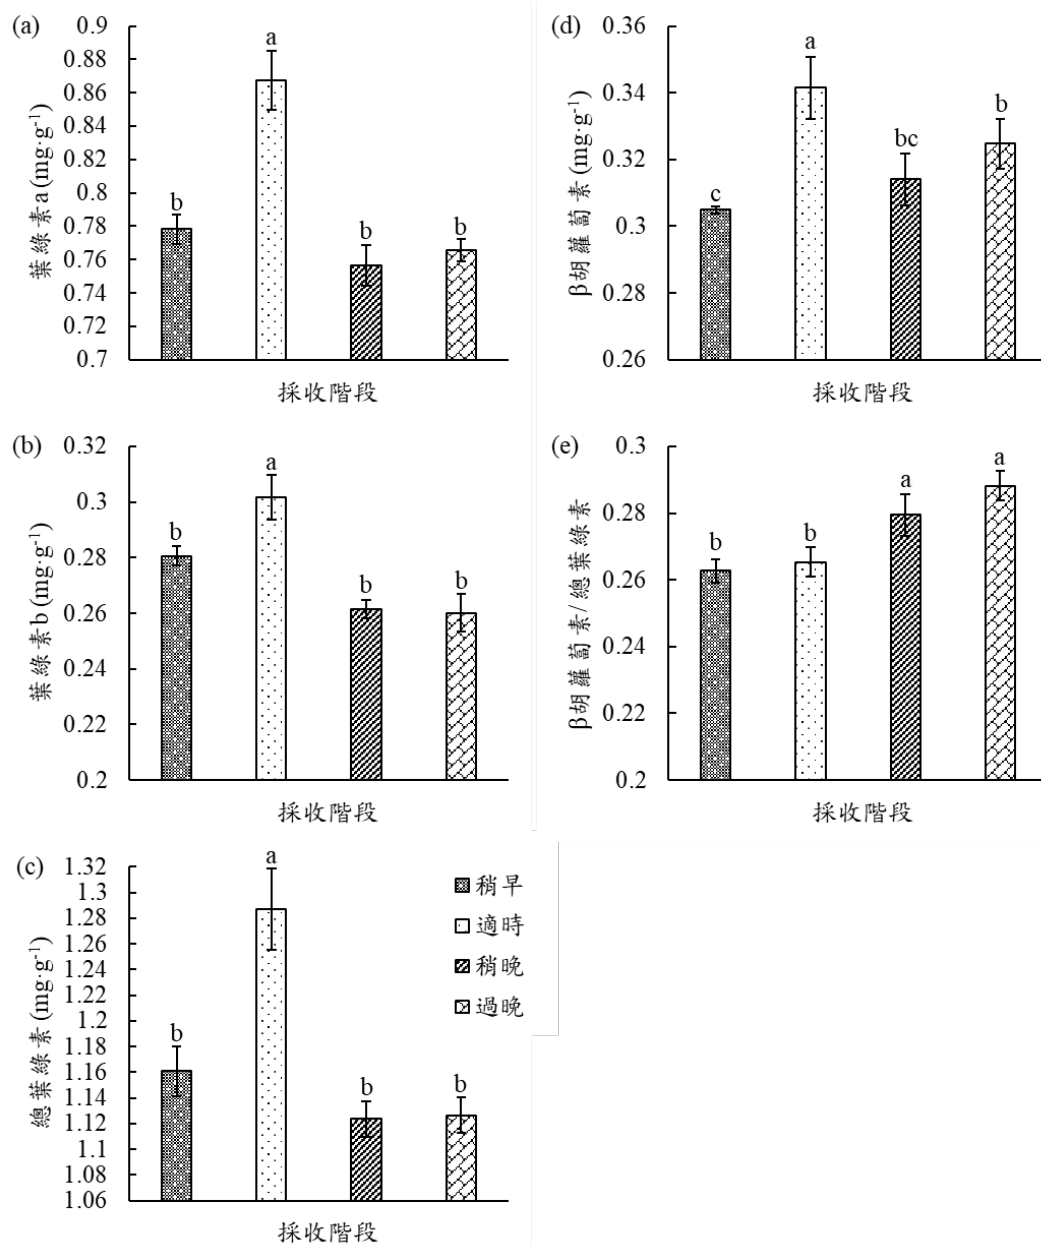 (a)
0.9
0.88
0.86
0.84
0.82
0.8
0.78
0.76
0.74
0.72
0.7
葉綠素a (mg·g-1)
b
a
b
b
採收階段
(b)
0.32
0.3
0.28
0.26
0.24
0.22
0.2
葉綠素b (mg·g-1)
b
a
b
b
採收階段
(c)
1.32
1.3
1.28
1.26
1.24
1.22
1.2
1.18
1.16
1.14
1.12
1.1
1.08
1.06
總葉綠素 (mg·g-1)
b
a
b
b
採收階段
稍早
適時
稍晚
過晚
(d)
0.36
0.34
0.32
0.3
0.28
0.26
β胡蘿蔔素 (mg·g-1)
c
a
bc
b
採收階段
(e)
0.3
0.28
0.26
0.24
0.22
0.2
β胡蘿蔔素/總葉綠素
b
b
a
a
採收階段